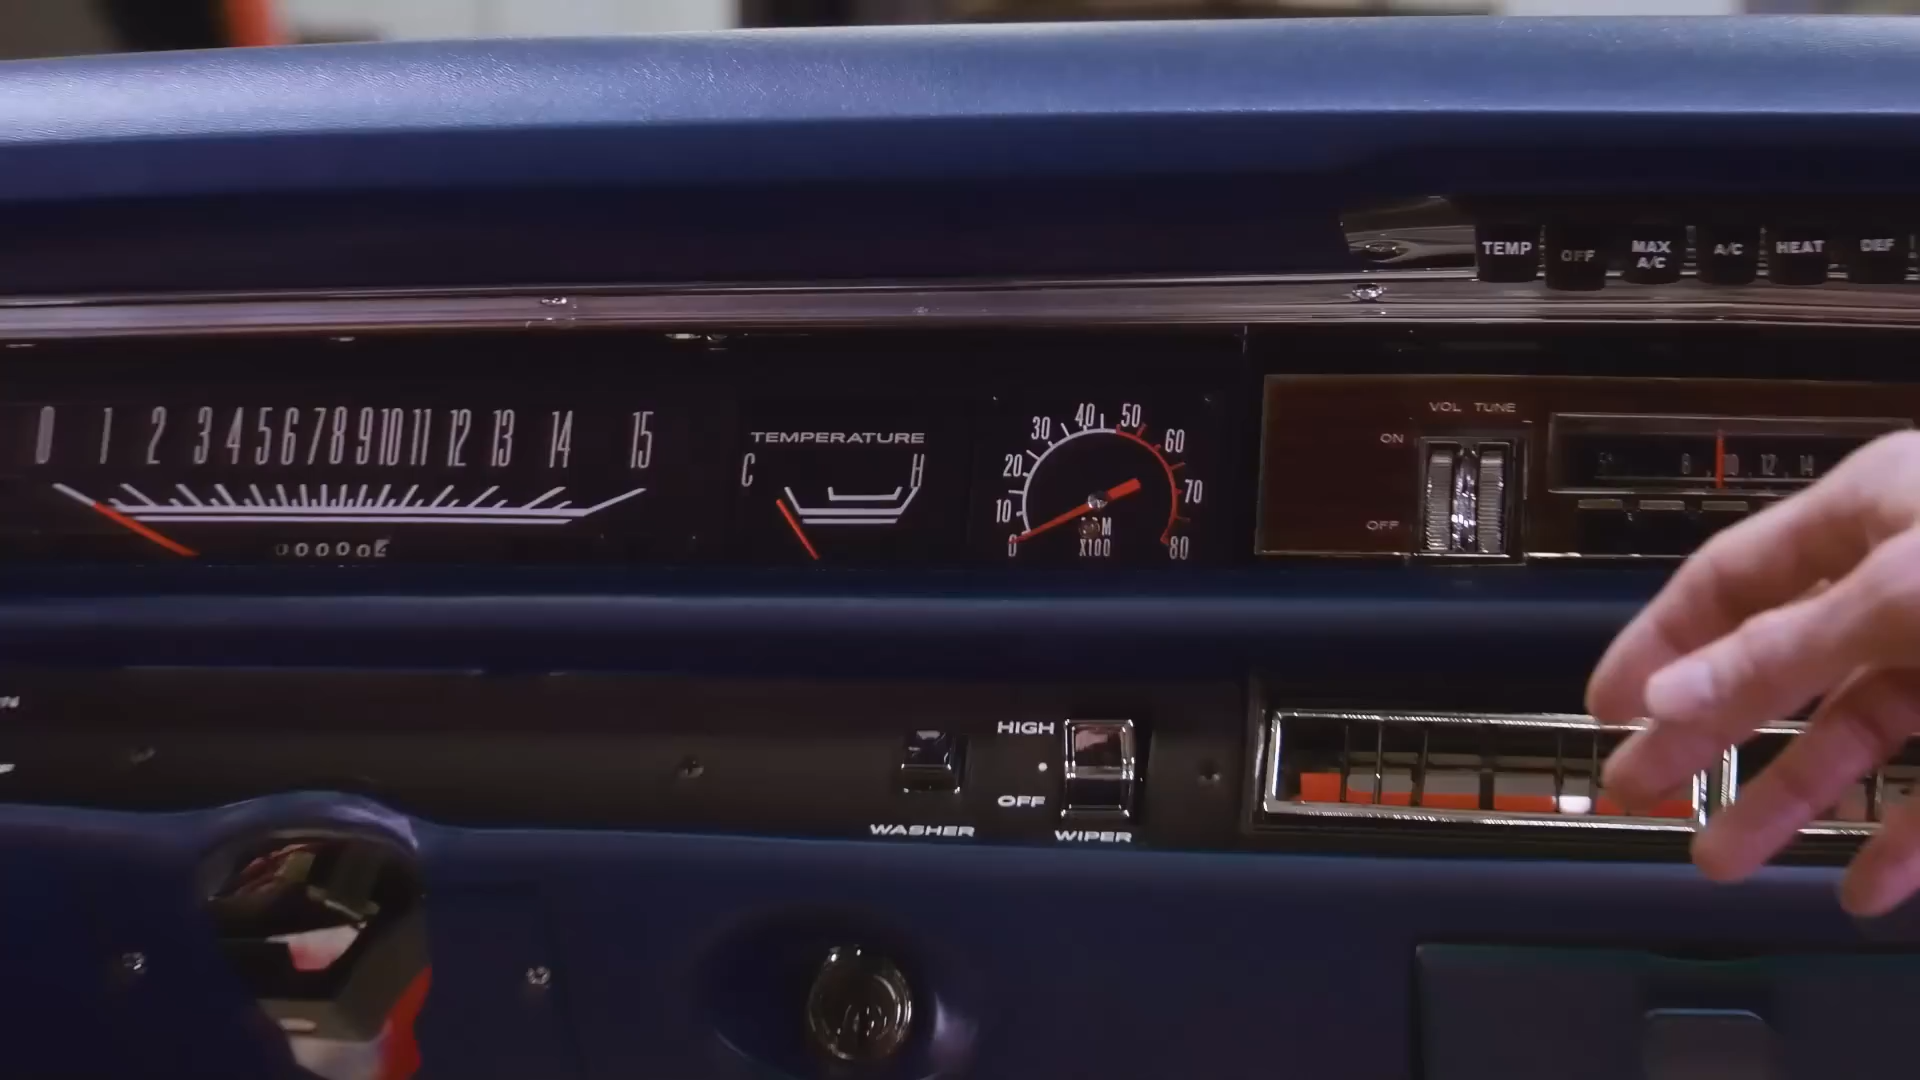 TEMP OFF MAX A/C A/C HEAT DEF
0 1 2 3 4 5 6 7 8 9 10 11 12 13 14 15
TEMPERATURE
C H
0 10 20 30 40 50 60 70 80
X100
VOL TUNE
ON
OFF
8 10 12 14
HIGH
OFF
WASHER
WIPER